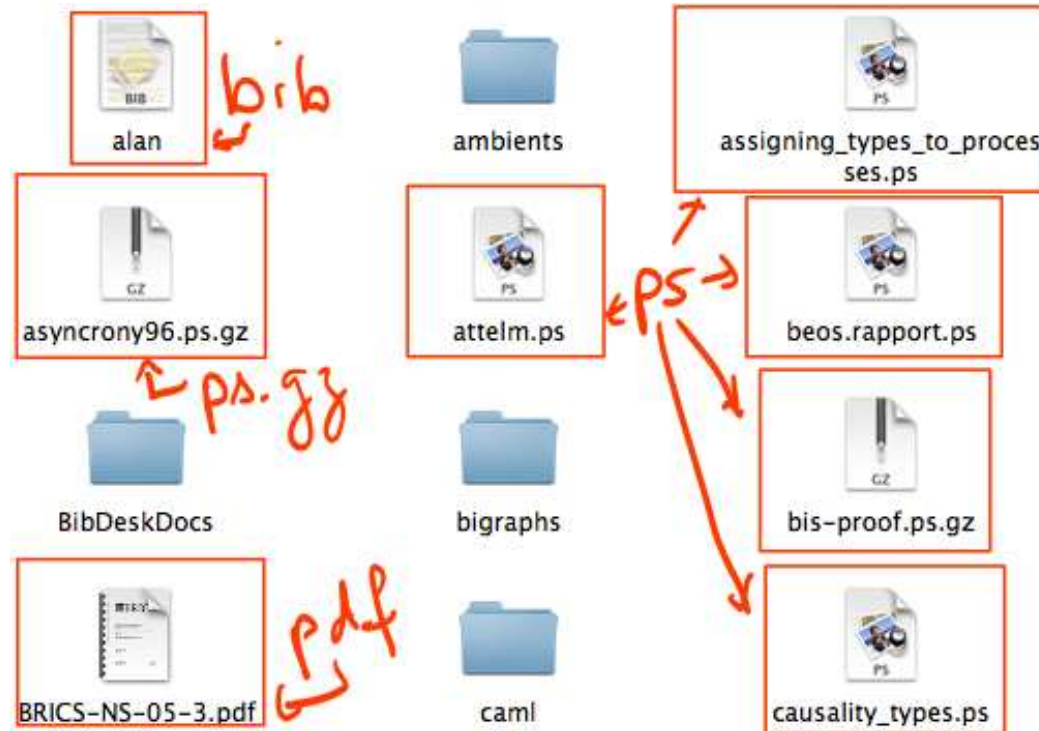 BIB
alan
bib
ambients
PS
assigning_types_to_proces
ses.ps
GZ
asyncrony96.ps.gz
ps.gz
PS
attelm.ps
ps
PS
beos.rapport.ps
BibDeskDocs
bigraphs
GZ
bis-proof.ps.gz
BRICS-NS-05-3.pdf
pdf
caml
PS
causality_types.ps